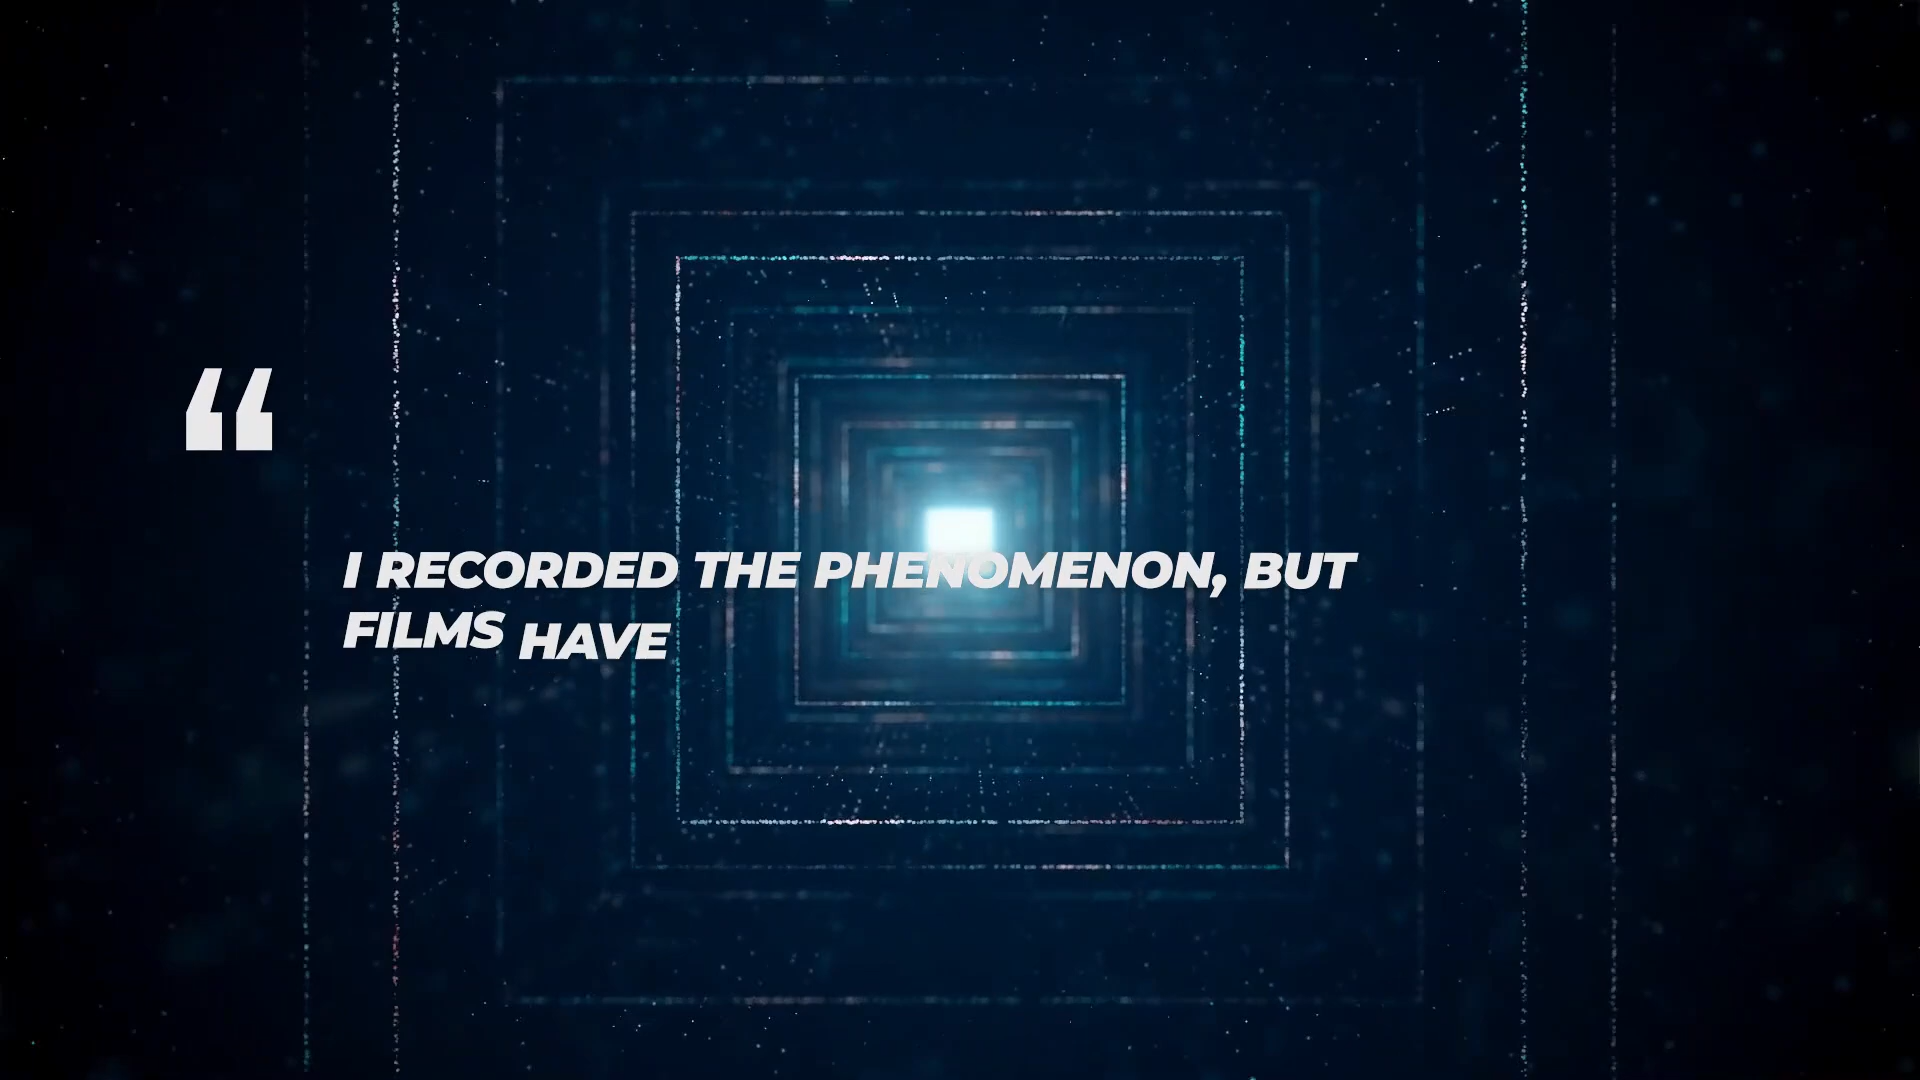 “
I RECORDED THE PHENOMENON, BUT
FILMS HAVE